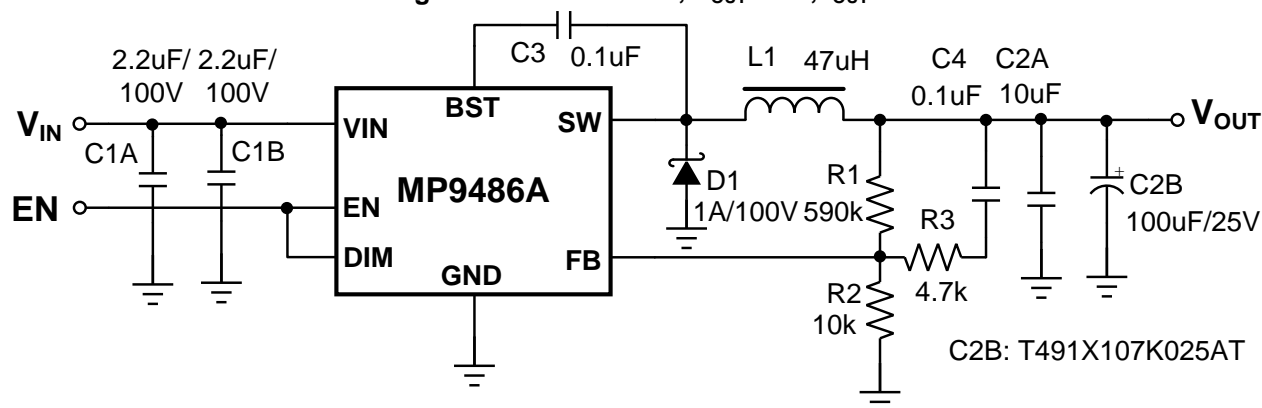 C3 0.1uF
L1 47uH
C4
0.1uF
C2A
10uF
2.2uF/
100V
2.2uF/
100V
VIN
C1A
C1B
VIN
BST
SW
VOUT
MP9486A
D1
1A/100V
R1
590k
C2B
100uF/25V
EN
EN
DIM
GND
FB
R3
4.7k
R2
10k
C2B: T491X107K025AT